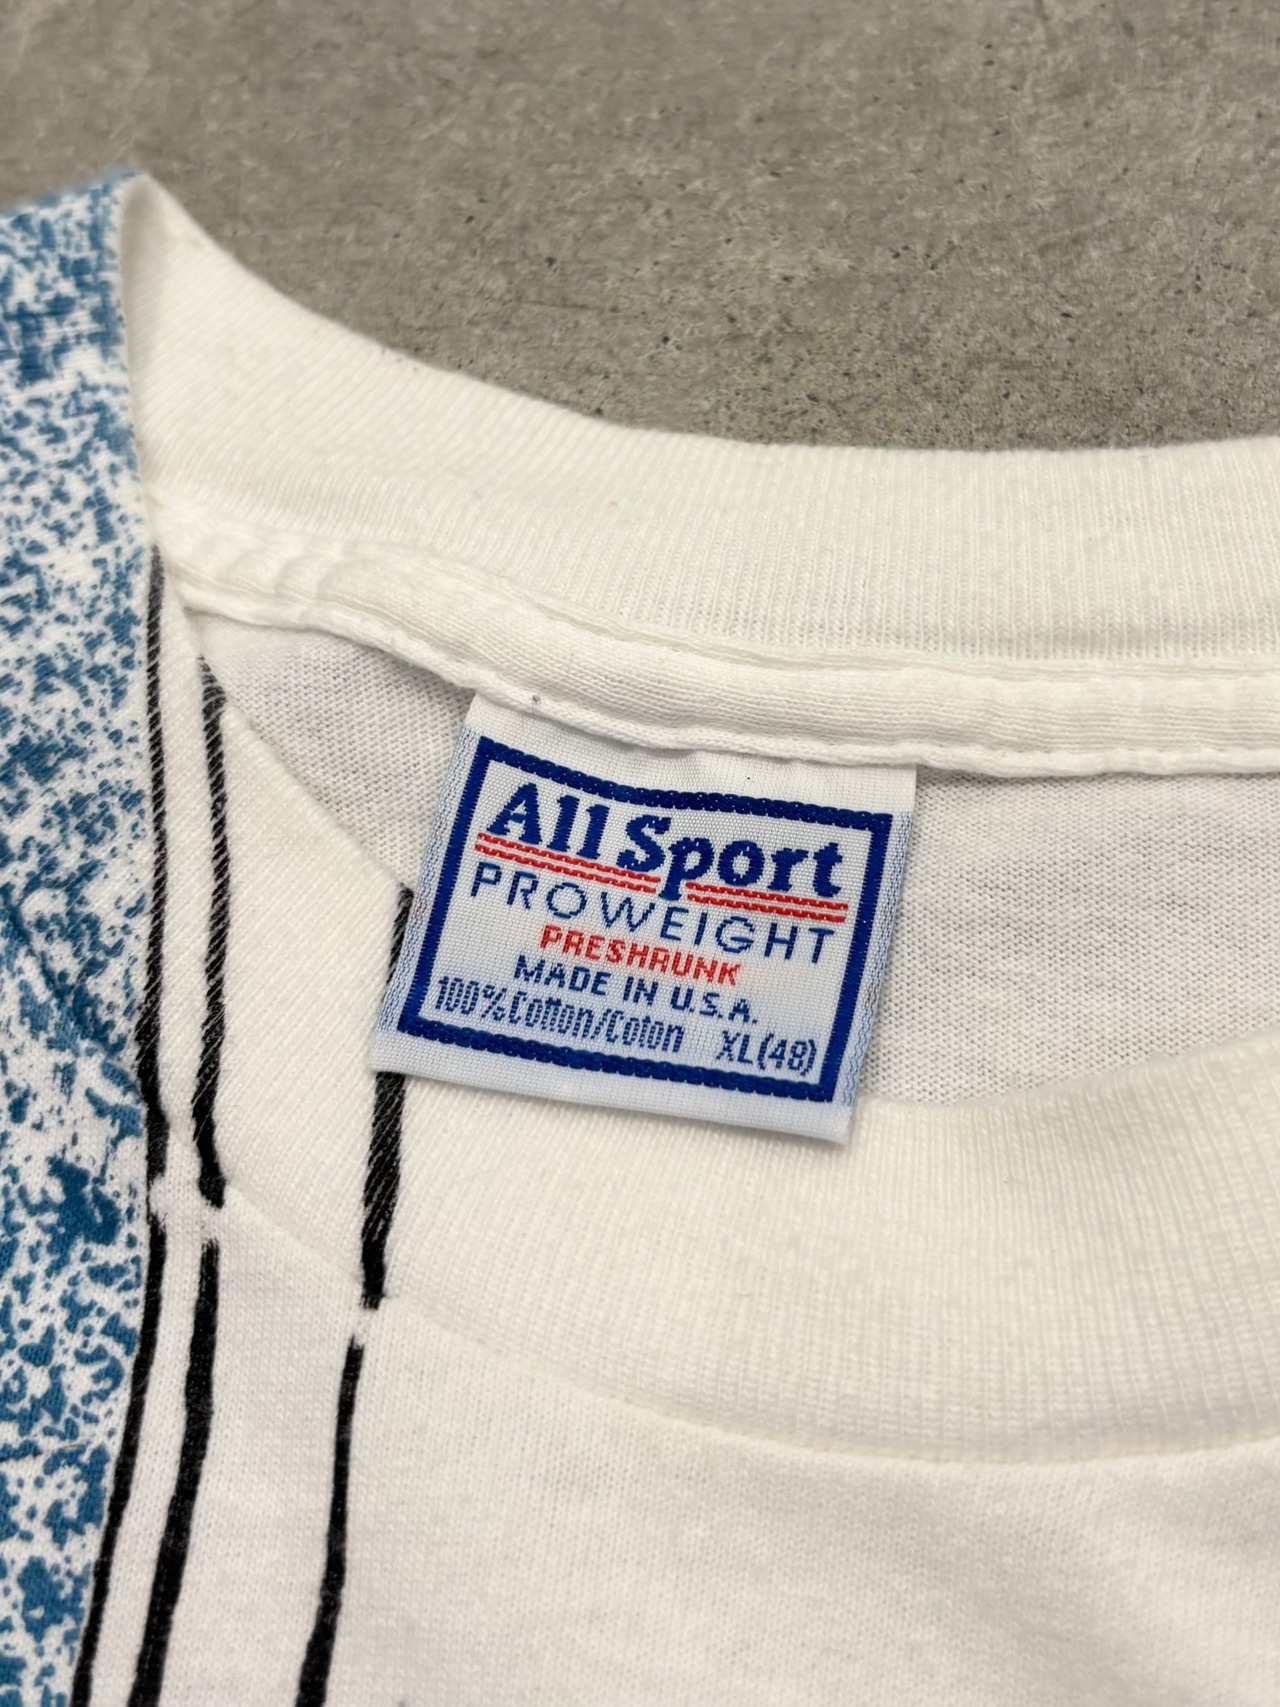 All Sport
PROWEIGHT
PRESHRUNK
MADE IN U.S.A.
100%Cotton/Coton XL(48)